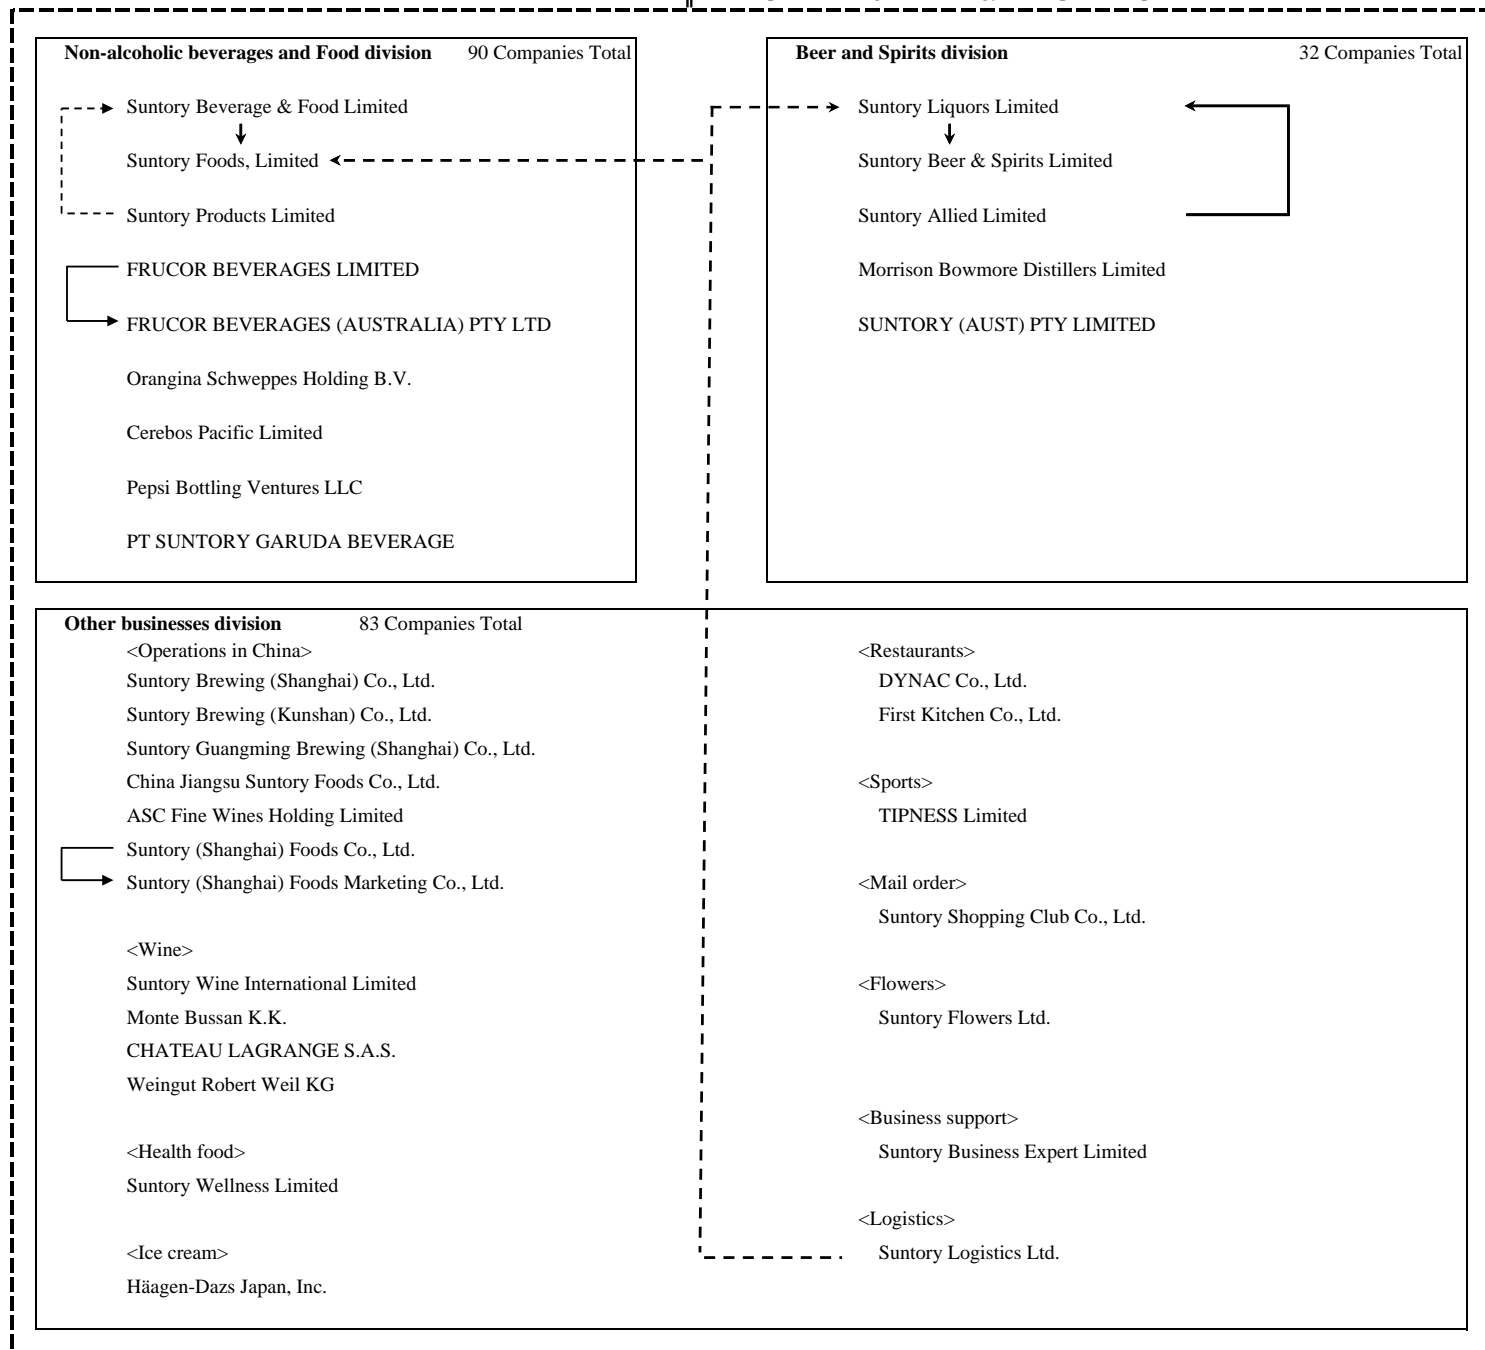 Non-alcoholic beverages and Food division 90 Companies Total
Suntory Beverage & Food Limited
Suntory Foods, Limited
Suntory Products Limited
FRUCOR BEVERAGES LIMITED
FRUCOR BEVERAGES (AUSTRALIA) PTY LTD
Orangina Schweppes Holding B.V.
Cerebos Pacific Limited
Pepsi Bottling Ventures LLC
PT SUNTORY GARUDA BEVERAGE
Beer and Spirits division 32 Companies Total
Suntory Liquors Limited
Suntory Beer & Spirits Limited
Suntory Allied Limited
Morrison Bowmore Distillers Limited
SUNTORY (AUST) PTY LIMITED
Other businesses division 83 Companies Total
<Operations in China>
Suntory Brewing (Shanghai) Co., Ltd.
Suntory Brewing (Kunshan) Co., Ltd.
Suntory Guangming Brewing (Shanghai) Co., Ltd.
China Jiangsu Suntory Foods Co., Ltd.
ASC Fine Wines Holding Limited
Suntory (Shanghai) Foods Co., Ltd.
Suntory (Shanghai) Foods Marketing Co., Ltd.
<Wine>
Suntory Wine International Limited
Monte Bussan K.K.
CHATEAU LAGRANGE S.A.S.
Weingut Robert Weil KG
<Health food>
Suntory Wellness Limited
<Ice cream>
Häagen-Dazs Japan, Inc.
<Restaurants>
DYNAC Co., Ltd.
First Kitchen Co., Ltd.
<Sports>
TIPNESS Limited
<Mail order>
Suntory Shopping Club Co., Ltd.
<Flowers>
Suntory Flowers Ltd.
<Business support>
Suntory Business Expert Limited
<Logistics>
Suntory Logistics Ltd.